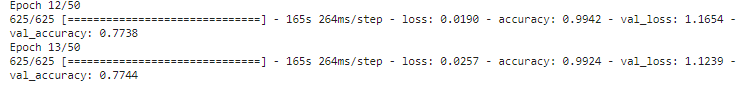 Epoch 12/50
625/625 [==============================] - 165s 264ms/step - loss: 0.0190 - accuracy: 0.9942 - val_loss: 1.1654 -
val_accuracy: 0.7738
Epoch 13/50
625/625 [==============================] - 165s 264ms/step - loss: 0.0257 - accuracy: 0.9924 - val_loss: 1.1239 -
val_accuracy: 0.7744